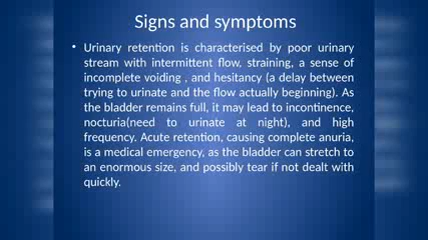 Signs and symptoms
• Urinary retention is characterised by poor urinary
stream with intermittent flow, straining, a sense of
incomplete voiding , and hesitancy (a delay between
trying to urinate and the flow actually beginning). As
the bladder remains full, it may lead to incontinence,
nocturia(need to urinate at night), and high
frequency. Acute retention, causing complete anuria,
is a medical emergency, as the bladder can stretch to
an enormous size, and possibly tear if not dealt with
quickly.